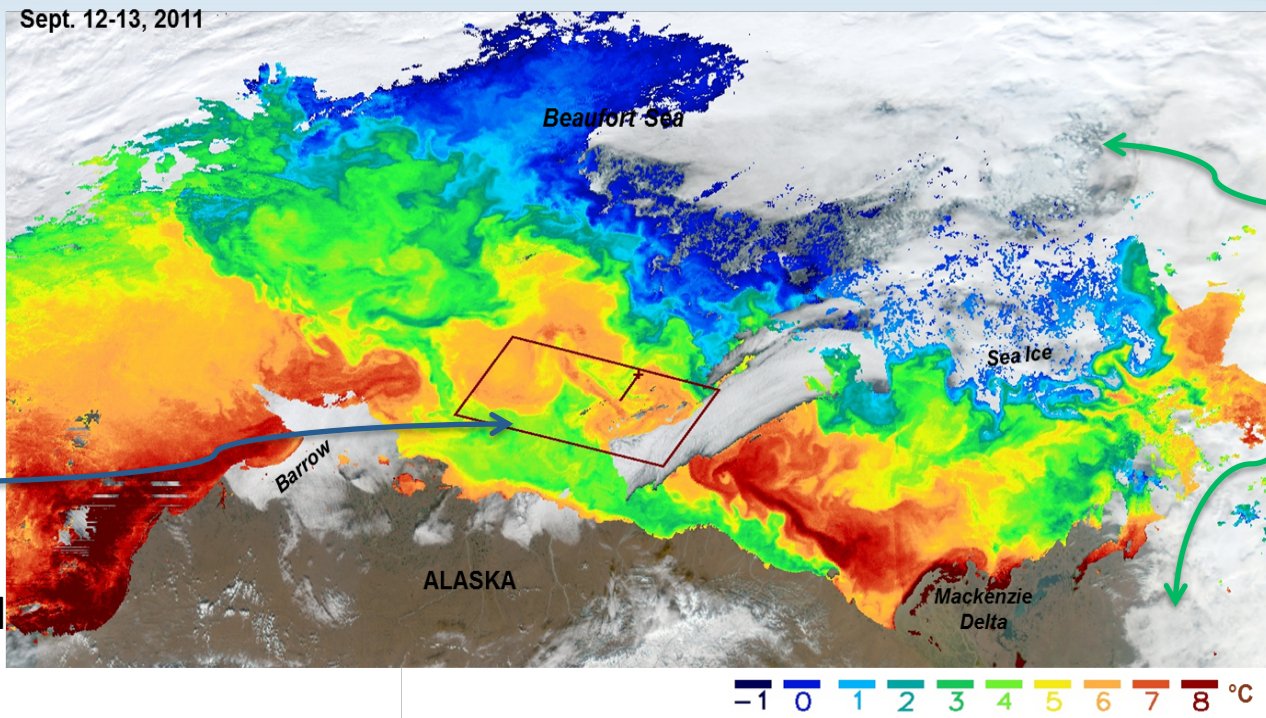 Sept. 12-13, 2011
Beaufort Sea
Sea Ice
Barrow
ALASKA
Mackenzie
Delta
-1 0 1 2 3 4 5 6 7 8 °C